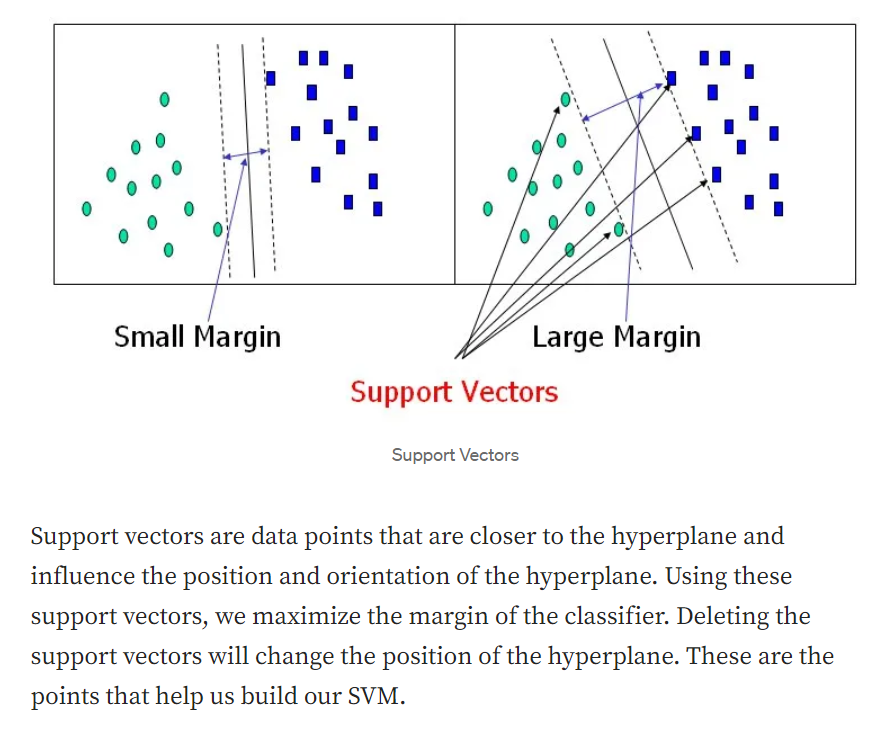 Small Margin
Large Margin
Support Vectors
Support Vectors
Support vectors are data points that are closer to the hyperplane and
influence the position and orientation of the hyperplane. Using these
support vectors, we maximize the margin of the classifier. Deleting the
support vectors will change the position of the hyperplane. These are the
points that help us build our SVM.